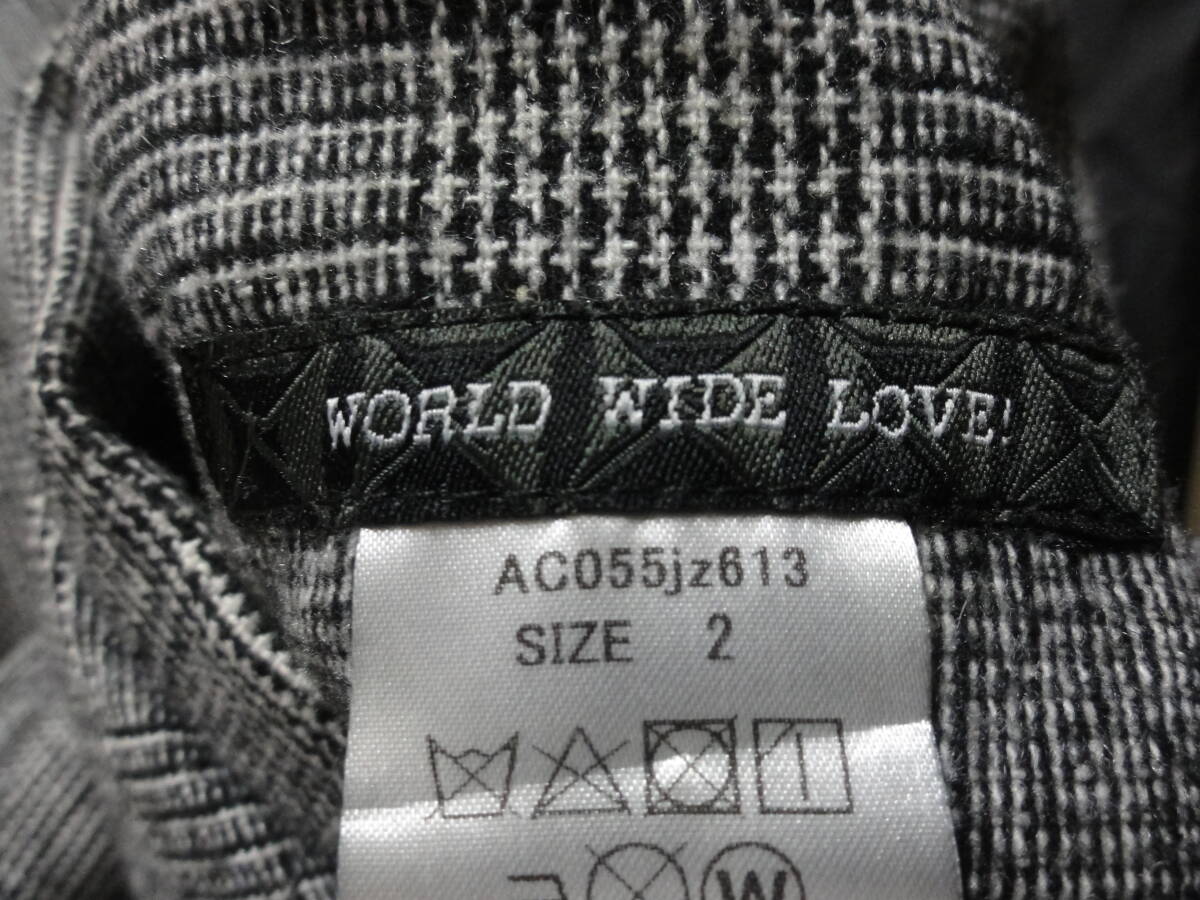 WORLD WIDE LOVE!
AC055jz613
SIZE 2
W